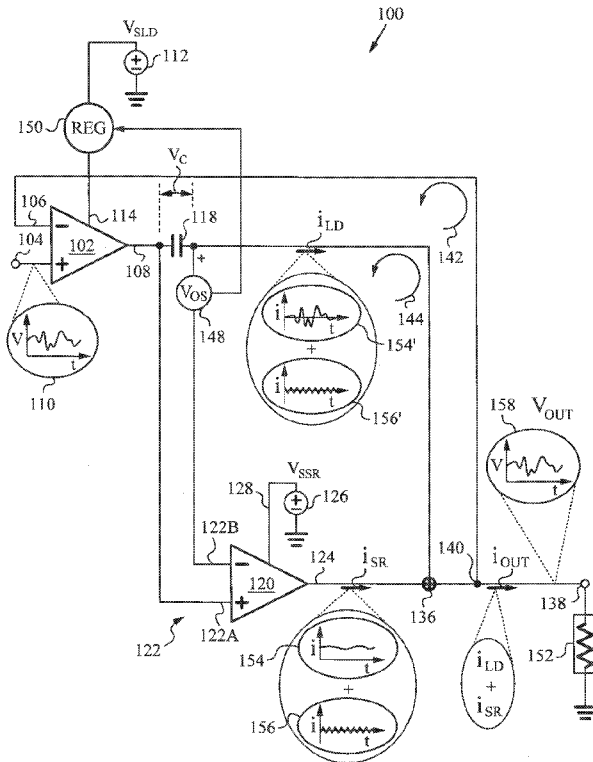 100
V_SLD
+
−
112
150
REG
V_C
106
114
118
i_LD
142
104
−
+
102
108
+
V_OS
148
144
i
t
154'
+
i
t
156'
V
t
110
158
V_OUT
V
t
V_SSR
128
+
−
126
122B
124
i_SR
140
i_OUT
−
+
120
122
122A
136
138
154
i
t
+
156
i
t
i_LD
+
i_SR
152